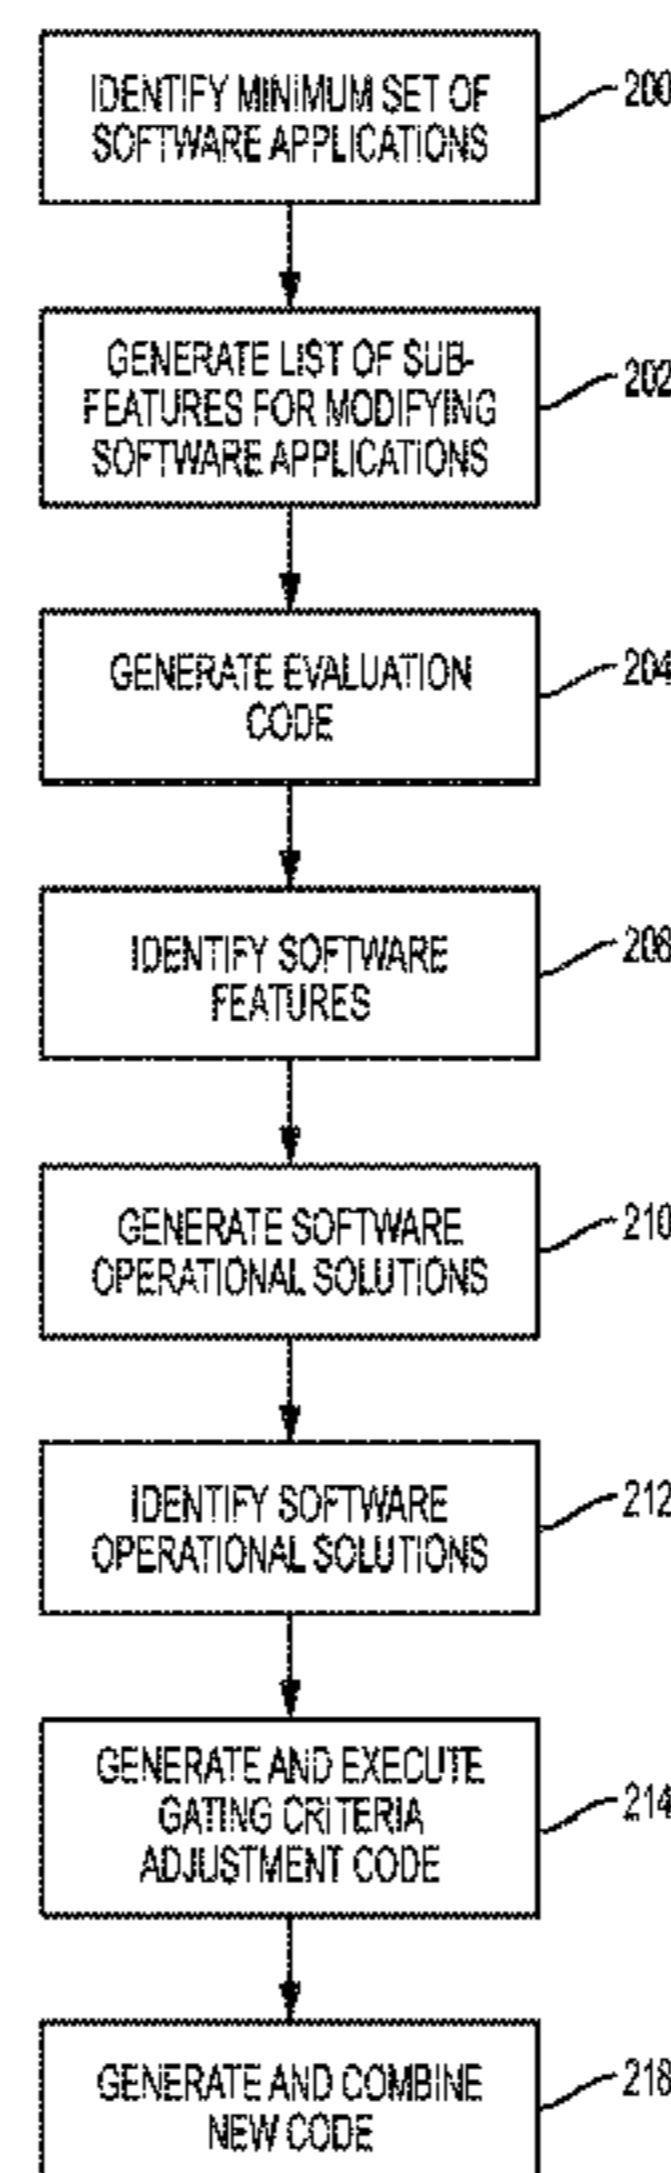 IDENTIFY MINIMUM SET OF
SOFTWARE APPLICATIONS
200
GENERATE LIST OF SUB-
FEATURES FOR MODIFYING
SOFTWARE APPLICATIONS
202
GENERATE EVALUATION
CODE
204
IDENTIFY SOFTWARE
FEATURES
208
GENERATE SOFTWARE
OPERATIONAL SOLUTIONS
210
IDENTIFY SOFTWARE
OPERATIONAL SOLUTIONS
212
GENERATE AND EXECUTE
GATING CRITERIA
ADJUSTMENT CODE
214
GENERATE AND COMBINE
NEW CODE
218